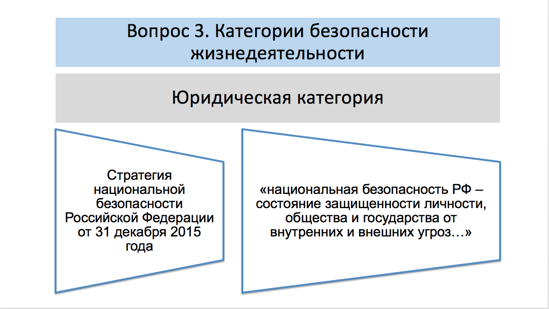 Вопрос 3. Категории безопасности
жизнедеятельности
Юридическая категория
Стратегия
национальной
безопасности
Российской Федерации
от 31 декабря 2015
года
«национальная безопасность РФ –
состояние защищенности личности,
общества и государства от
внутренних и внешних угроз…»